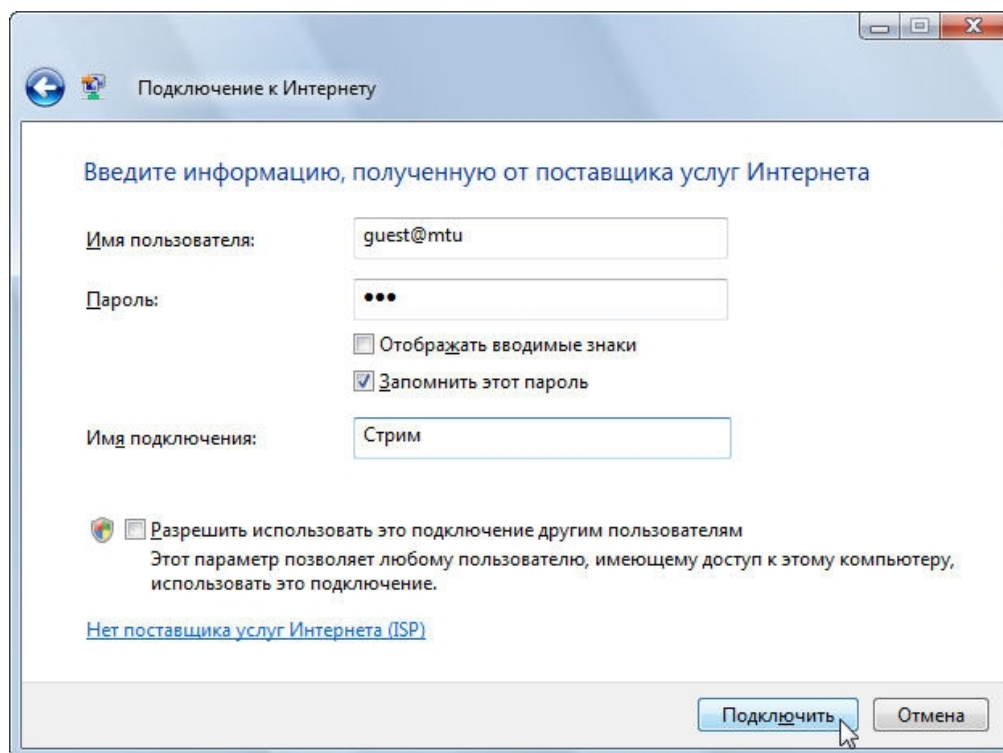 Подключение к Интернету
Введите информацию, полученную от поставщика услуг Интернета
Имя пользователя:
guest@mtu
Пароль:
•••
Отображать вводимые знаки
Запомнить этот пароль
Имя подключения:
Стрим
Разрешить использовать это подключение другим пользователям
Этот параметр позволяет любому пользователю, имеющему доступ к этому компьютеру,
использовать это подключение.
Нет поставщика услуг Интернета (ISP)
Подключить
Отмена